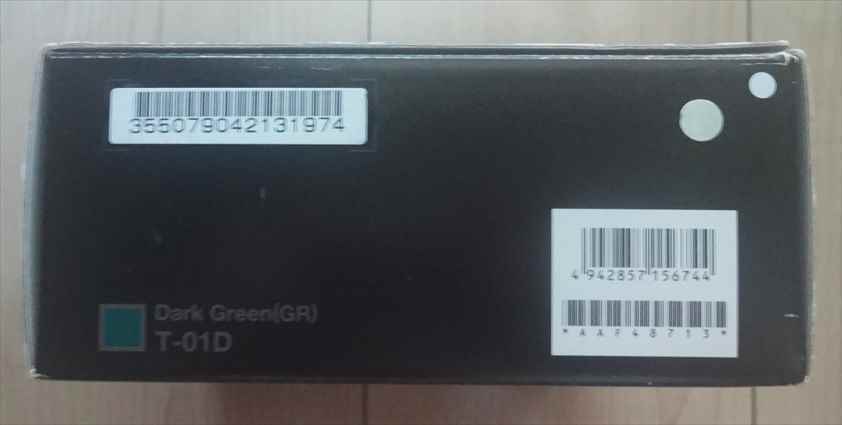 355079042131974
4 942857 156744
*AAF48713*
Dark Green(GR)
T-01D